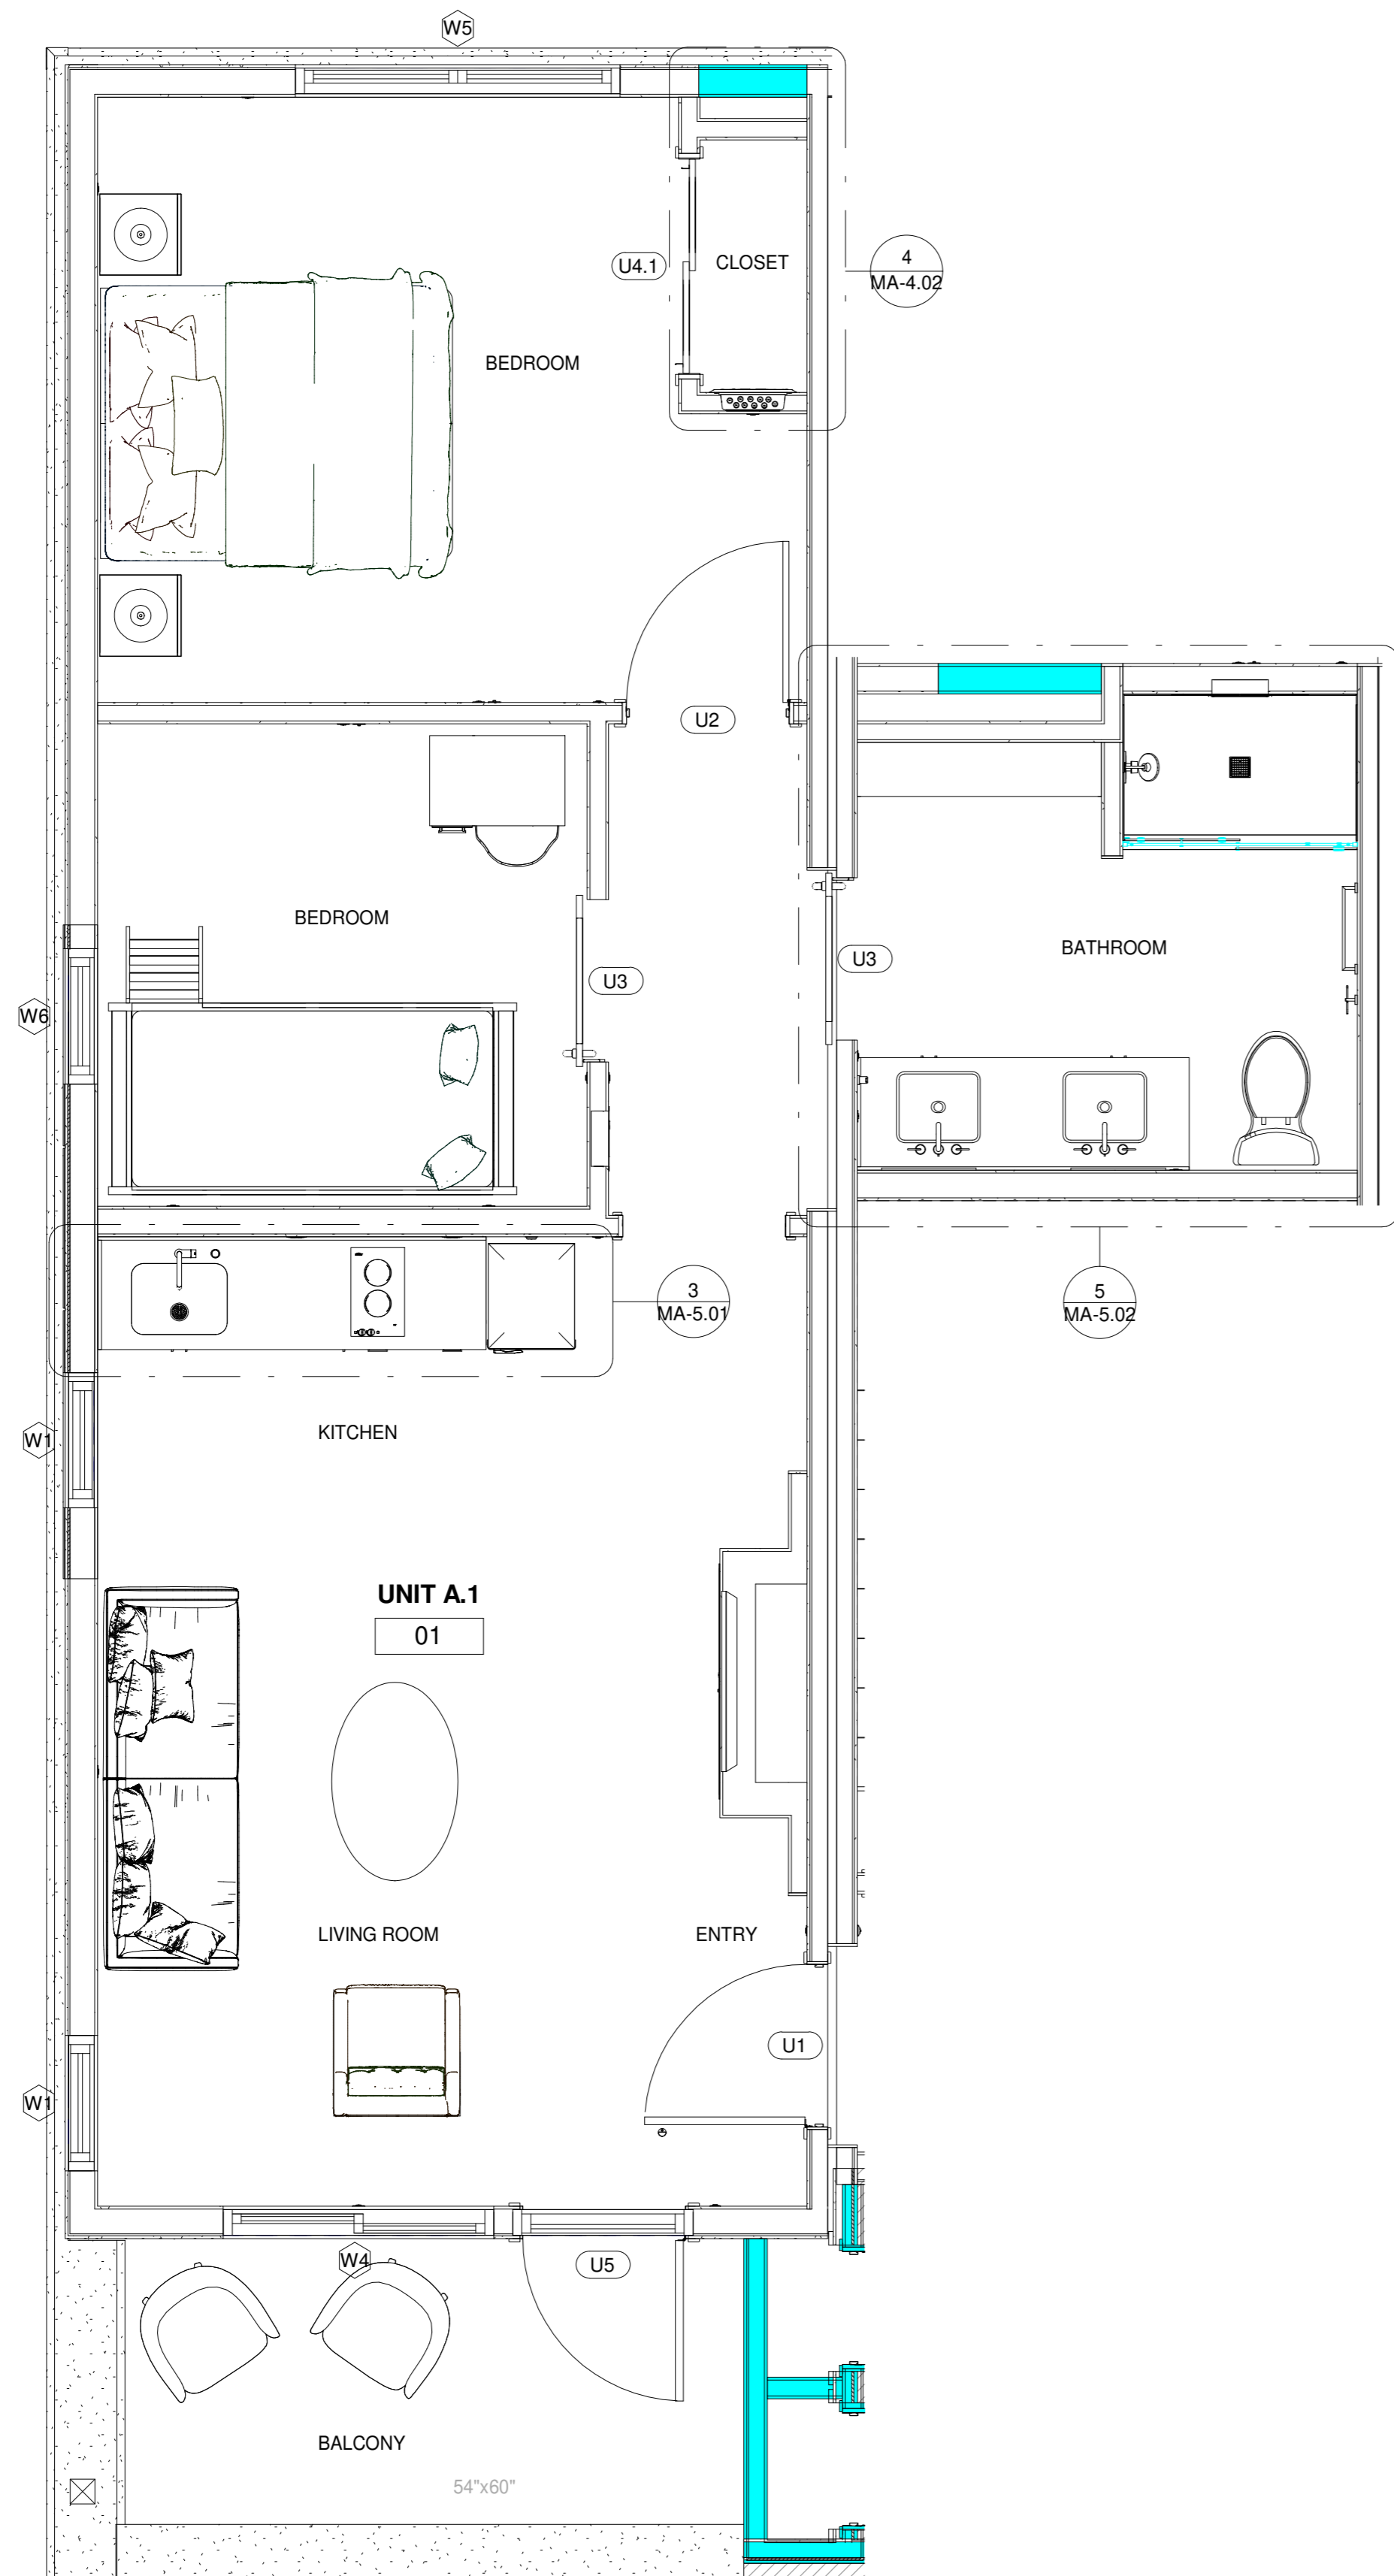 W5
4
U4.1
CLOSET
MA-4.02
BEDROOM
U2
BEDROOM
BATHROOM
U3
U3
W6
3
MA-5.01
5
MA-5.02
KITCHEN
W1
UNIT A.1
01
LIVING ROOM
ENTRY
U1
W1
W4
U5
BALCONY
54"x60"